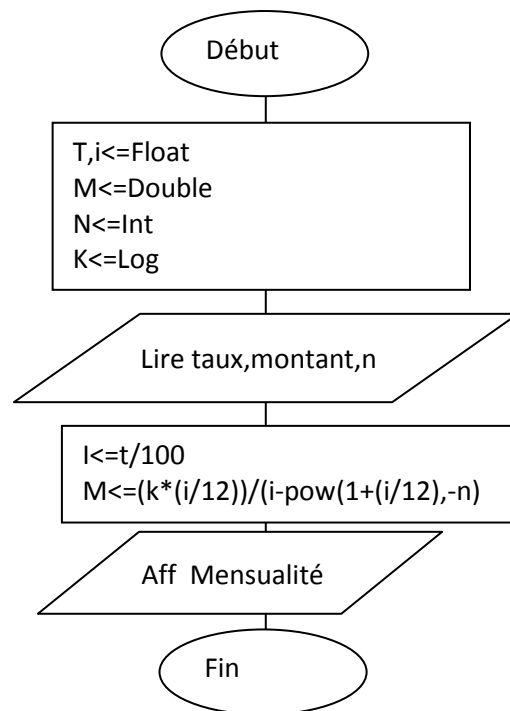 Début
T,i<=Float
M<=Double
N<=Int
K<=Log
Lire taux,montant,n
I<=t/100
M<=(k*(i/12))/(i-pow(1+(i/12),-n)
Aff Mensualité
Fin